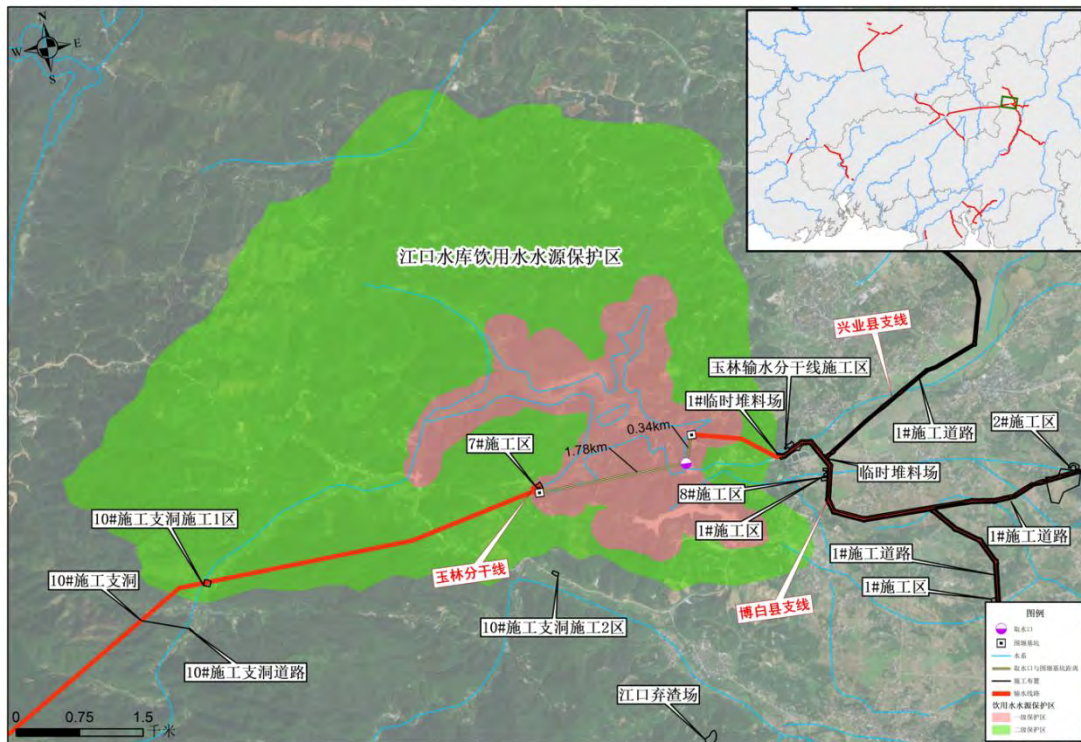 N
W
E
S
江口水库饮用水水源保护区
兴业县支线
玉林输水分干线施工区
1#临时堆料场
1#施工道路
2#施工区
0.34km
7#施工区
1.78km
临时堆料场
8#施工区
10#施工支洞施工1区
1#施工区
1#施工道路
玉林分干线
1#施工道路
10#施工支洞
博白县支线
1#施工区
10#施工支洞施工2区
10#施工支洞道路
江口弃渣场
0 0.75 1.5
千米
图例
取水口
围堰基坑
水系
取水口与围堰基坑距离
施工布置
输水线路
饮用水水源保护区
一级保护区
二级保护区